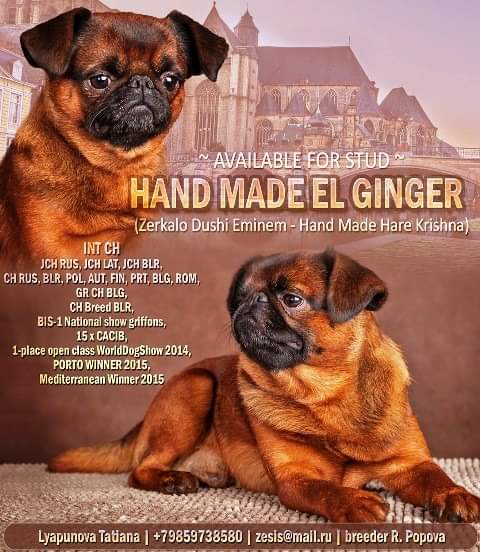 ~ AVAILABLE FOR STUD ~
HAND MADE EL GINGER
(Zerkalo Dushi Eminem - Hand Made Hare Krishna)
INT CH
JCH RUS, JCH LAT, JCH BLR,
CH RUS, BLR, POL, AUT, FIN, PRT, BLG, ROM,
GR CH BLG,
CH Breed BLR,
BIS-1 National show griffons,
15 x CACIB,
1-place open class WorldDogShow 2014,
PORTO WINNER 2015,
Mediterranean Winner 2015
Lyapunova Tatiana | +79859738580 | zesis@mail.ru | breeder R. Popova